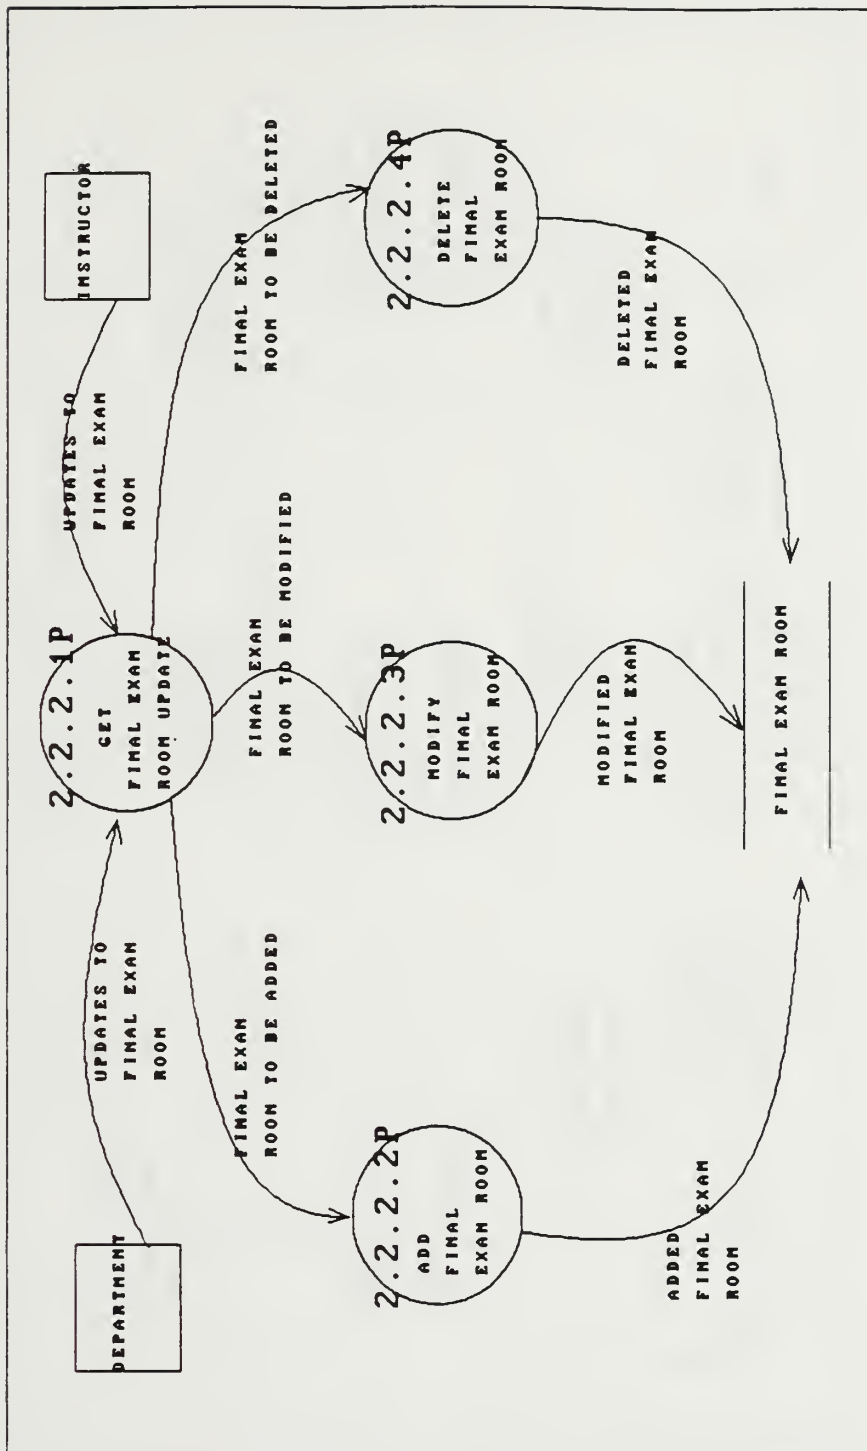 DEPARTMENT
INSTRUCTOR
UPDATES TO
FINAL EXAM
ROOM
UPDATES TO
FINAL EXAM
ROOM
2.2.2.1P
GET
FINAL EXAM
ROOM UPDATE
FINAL EXAM
ROOM TO BE ADDED
FINAL EXAM
ROOM TO BE MODIFIED
FINAL EXAM
ROOM TO BE DELETED
2.2.2.2P
ADD
FINAL
EXAM ROOM
2.2.2.3P
MODIFY
FINAL
EXAM ROOM
2.2.2.4P
DELETE
FINAL
EXAM ROOM
ADDED
FINAL EXAM
ROOM
MODIFIED
FINAL EXAM
ROOM
DELETED
FINAL EXAM
ROOM
FINAL EXAM ROOM